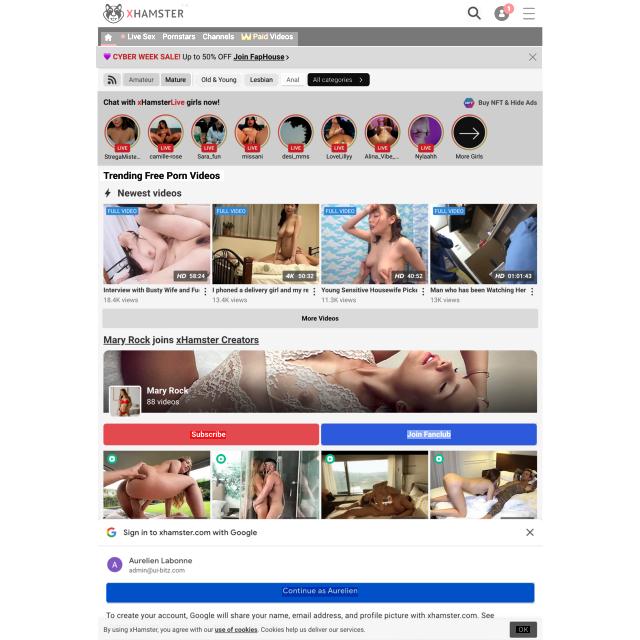 XHAMSTER
1
Live Sex Pornstars Channels Paid Videos
CYBER WEEK SALE! Up to 50% OFF Join FapHouse >
Amateur Mature Old & Young Lesbian Anal All categories
Chat with xHamsterLive girls now!
Buy NFT & Hide Ads
LIVE LIVE LIVE LIVE LIVE LIVE LIVE LIVE
StregaMiste... camille-rose Sara_fun missani desi_mms LoveLillyy Alina_Vibe_... Nylaahh More Girls
Trending Free Porn Videos
Newest videos
FULL VIDEO FULL VIDEO FULL VIDEO FULL VIDEO
HD 58:24 4K 50:32 HD 40:52 HD 01:01:43
Interview with Busty Wife and Fu I phoned a delivery girl and my re Young Sensitive Housewife Picke Man who has been Watching Her
18.4K views 13.4K views 11.3K views 13K views
More Videos
Mary Rock joins xHamster Creators
Mary Rock
88 videos
Subscribe Join Fanclub
G Sign in to xhamster.com with Google
A Aurelien Labonne
admin@ui-bitz.com
Continue as Aurelien
To create your account, Google will share your name, email address, and profile picture with xhamster.com. See
By using xHamster, you agree with our use of cookies. Cookies help us deliver our services.
OK